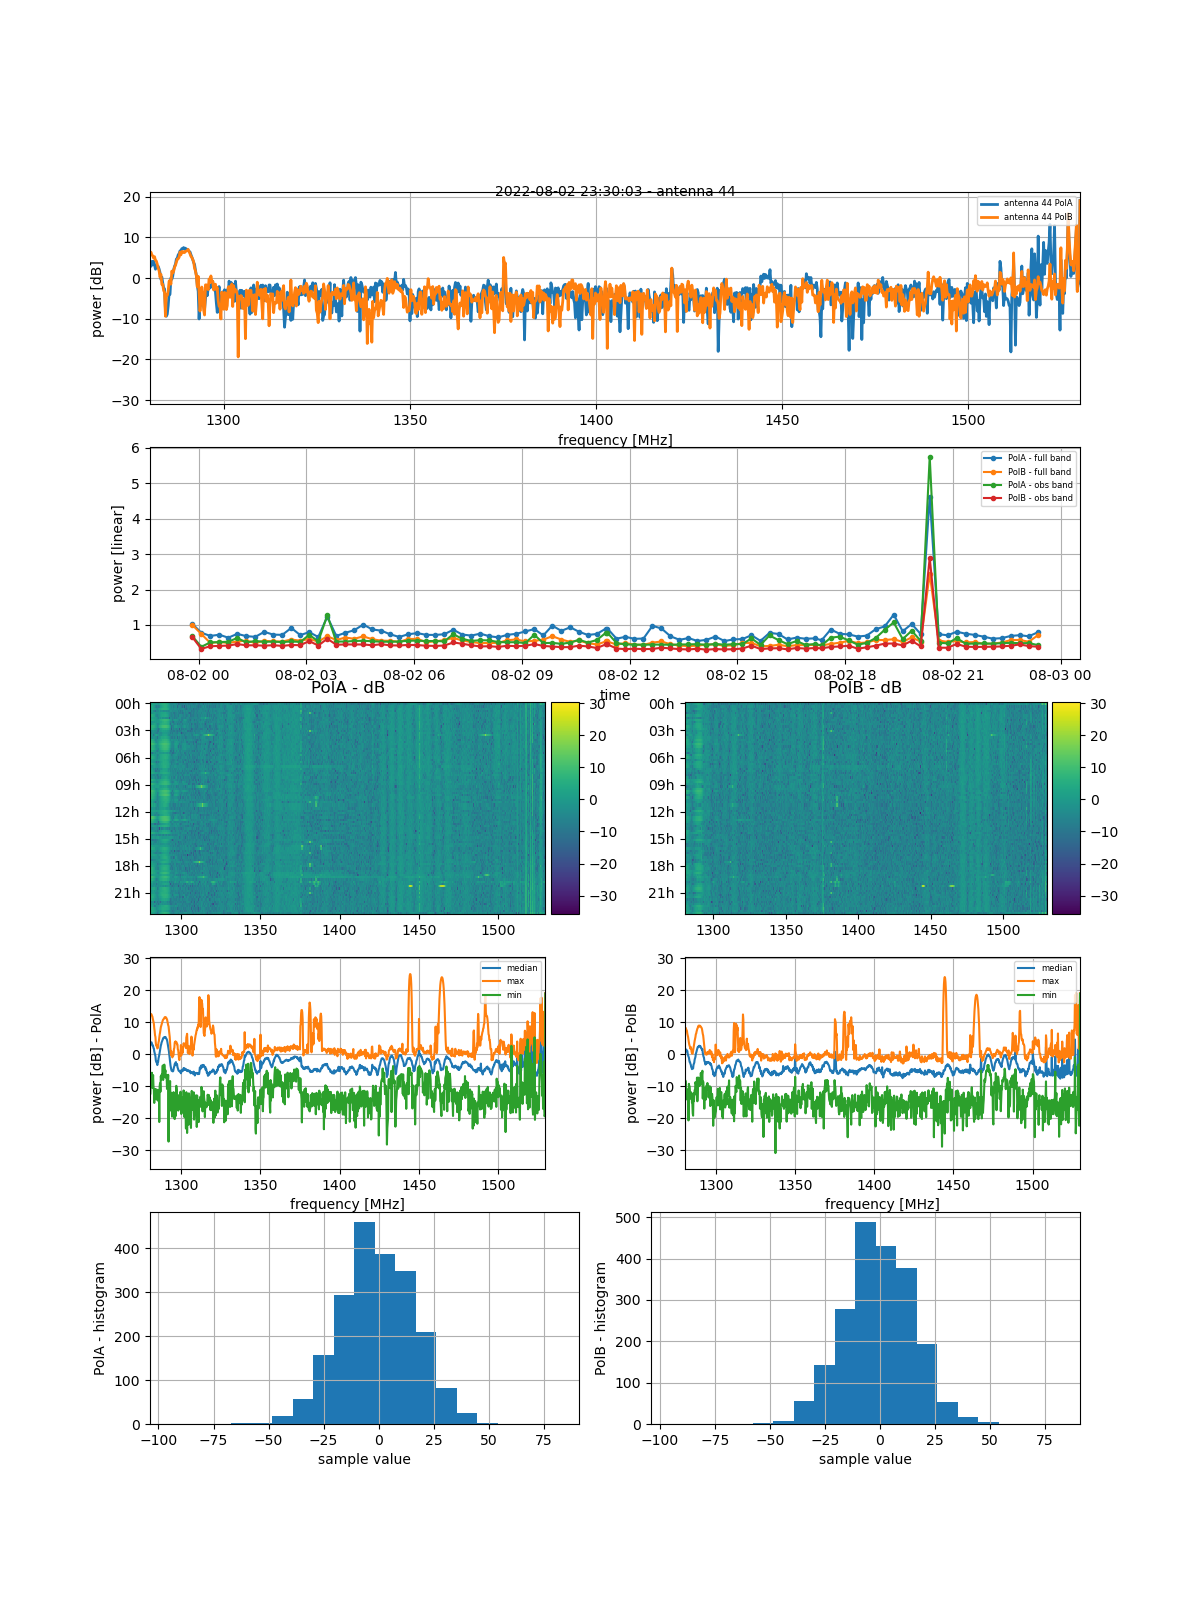 2022-08-02 23:30:03 - antenna 44
20
10
0
−10
−20
−30
power [dB]
antenna 44 PolA
antenna 44 PolB
1300 1350 1400 1450 1500
frequency [MHz]
6
5
4
3
2
1
power [linear]
PolA - full band
PolB - full band
PolA - obs band
PolB - obs band
08-02 00 08-02 03 08-02 06 08-02 09 08-02 12 08-02 15 08-02 18 08-02 21 08-03 00
time
PolA - dB
00h
03h
06h
09h
12h
15h
18h
21h
1300 1350 1400 1450 1500
30
20
10
0
−10
−20
−30
PolB - dB
00h
03h
06h
09h
12h
15h
18h
21h
1300 1350 1400 1450 1500
30
20
10
0
−10
−20
−30
30
20
10
0
−10
−20
−30
power [dB] - PolA
median
max
min
1300 1350 1400 1450 1500
frequency [MHz]
30
20
10
0
−10
−20
−30
power [dB] - PolB
median
max
min
1300 1350 1400 1450 1500
frequency [MHz]
400
300
200
100
0
PolA - histogram
−100 −75 −50 −25 0 25 50 75
sample value
500
400
300
200
100
0
PolB - histogram
−100 −75 −50 −25 0 25 50 75
sample value